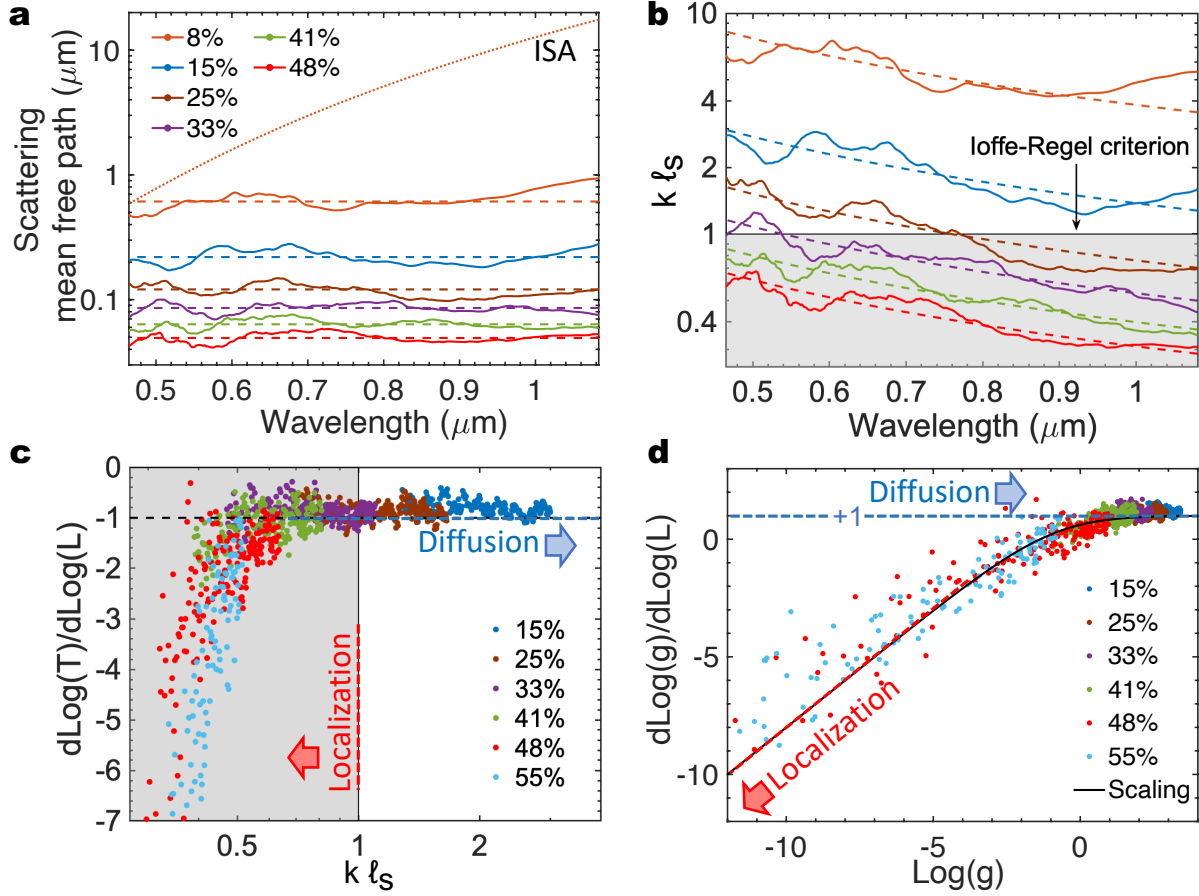 a
Scattering
mean free path (μm)
10
1
0.1
8%
15%
25%
33%
41%
48%
ISA
0.5 0.6 0.7 0.8 0.9 1
Wavelength (μm)
b
k ℓs
10
4
2
1
0.4
Ioffe-Regel criterion
0.5 0.6 0.7 0.8 0.9 1
Wavelength (μm)
c
dLog(T)/dLog(L)
0
-1
-2
-3
-4
-5
-6
-7
Diffusion
Localization
15%
25%
33%
41%
48%
55%
0.5 1 2
k ℓs
d
dLog(g)/dLog(L)
0
-5
-10
Diffusion
+1
Localization
15%
25%
33%
41%
48%
55%
Scaling
-10 -5 0
Log(g)